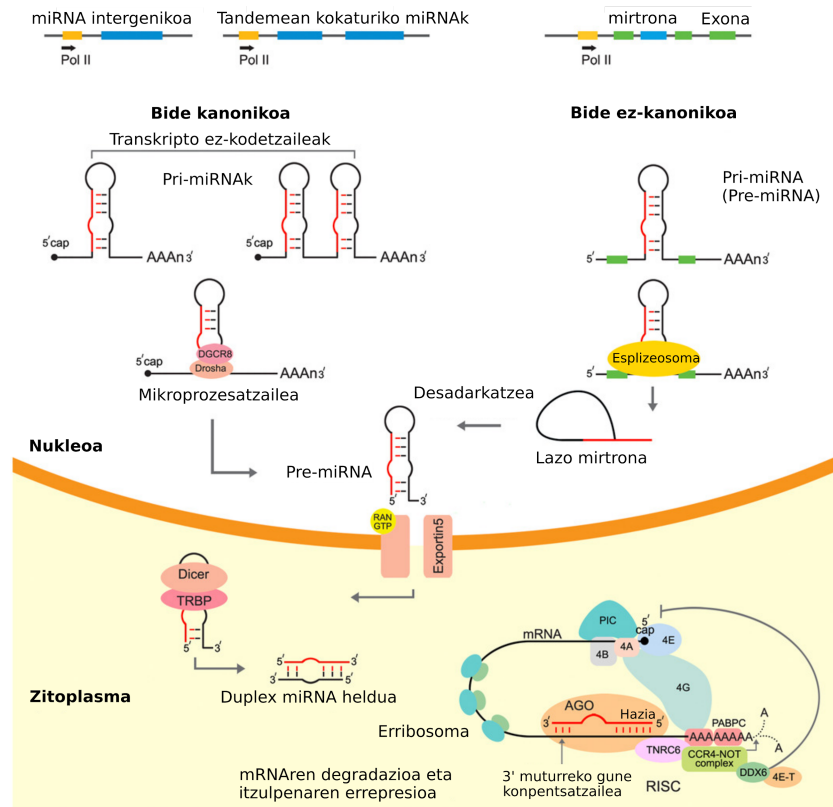 miRNA intergenikoa
Tandemean kokaturiko miRNAk
mirtrona
Exona
Pol II
Pol II
Pol II
Bide kanonikoa
Bide ez-kanonikoa
Transkripto ez-kodetzaileak
Pri-miRNAk
Pri-miRNA
(Pre-miRNA)
5′cap
AAAn3′
5′cap
AAAn3′
5′
AAAn3′
DGCR8
Drosha
5′cap
AAAn3′
Mikroprozesatzailea
Esplizeosoma
5′
AAAn3′
Desadarkatzea
Lazo mirtrona
Nukleoa
Pre-miRNA
5′
3′
RAN
GTP
Exportin5
Dicer
TRBP
5′
3′
5′
3′
3′
5′
Duplex miRNA heldua
Zitoplasma
mRNA
PIC
5′
cap
4E
4A
4B
4G
Erribosoma
AGO
Hazia
3′
5′
PABPC
AAAAAAAA
A
A
TNRC6
CCR4-NOT
complex
DDX6
4E-T
RISC
mRNAren degradazioa eta
itzulpenaren errepresioa
3' muturreko gune
konpentsatzailea